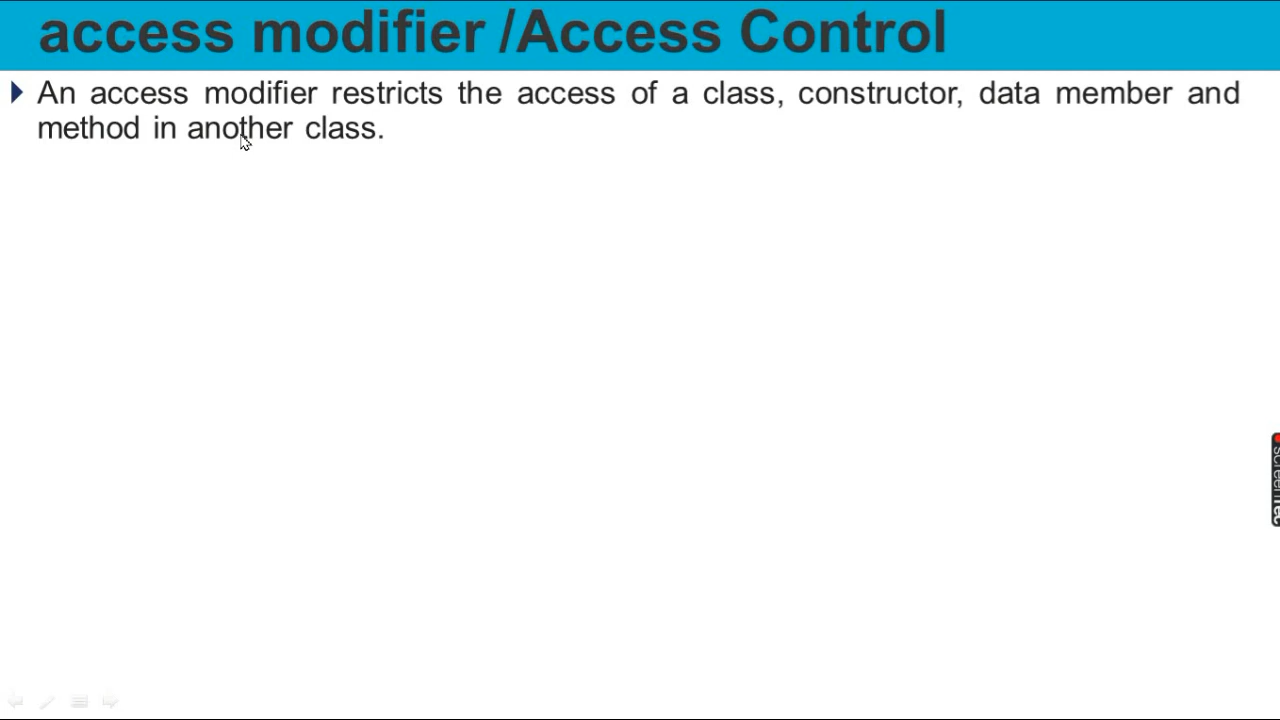 access modifier /Access Control
An access modifier restricts the access of a class, constructor, data member and
method in another class.
screenrec